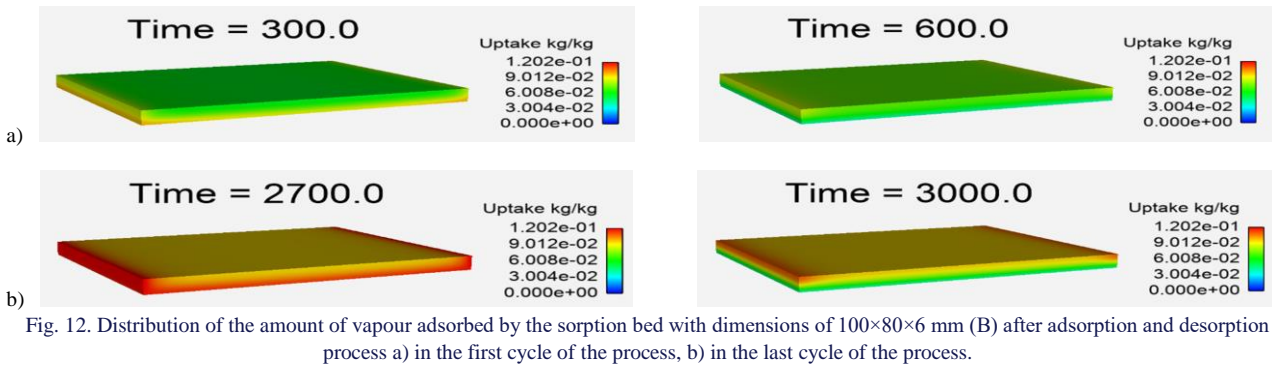 Time = 300.0
Uptake kg/kg
1.202e-01
9.012e-02
6.008e-02
3.004e-02
0.000e+00
Time = 600.0
Uptake kg/kg
1.202e-01
9.012e-02
6.008e-02
3.004e-02
0.000e+00
a)
Time = 2700.0
Uptake kg/kg
1.202e-01
9.012e-02
6.008e-02
3.004e-02
0.000e+00
Time = 3000.0
Uptake kg/kg
1.202e-01
9.012e-02
6.008e-02
3.004e-02
0.000e+00
b)
Fig. 12. Distribution of the amount of vapour adsorbed by the sorption bed with dimensions of 100×80×6 mm (B) after adsorption and desorption
process a) in the first cycle of the process, b) in the last cycle of the process.